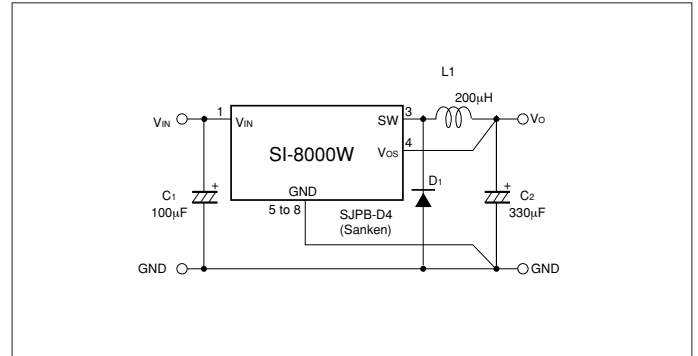 L1
200μH
VIN
1
VIN
SW
3
VO
SI-8000W
VOS
4
GND
5 to 8
D1
SJPB-D4
(Sanken)
C1
+
100μF
C2
+
330μF
GND
GND